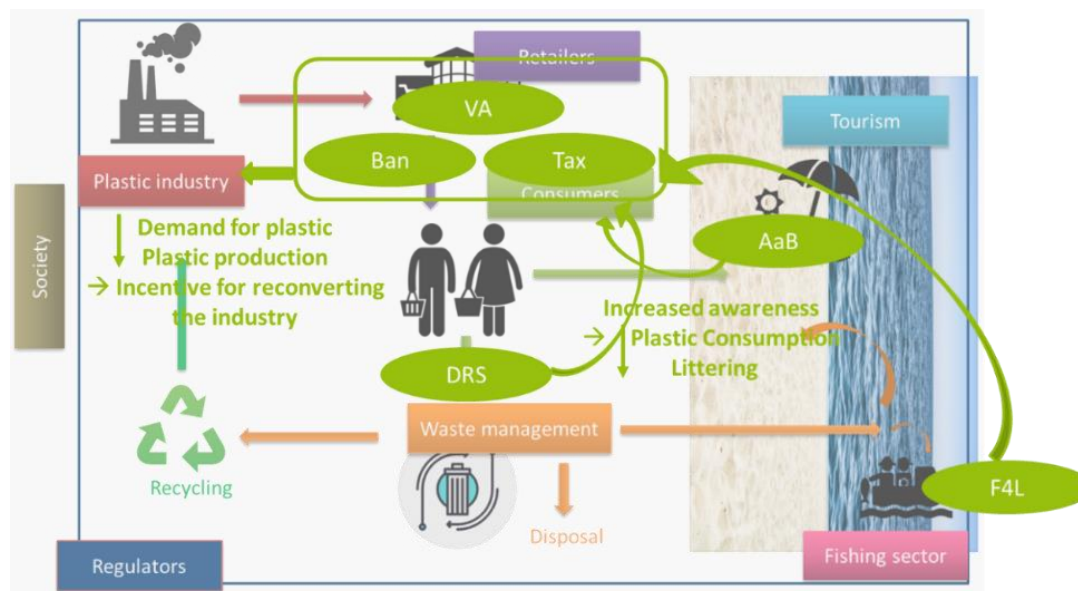 Retailers
VA
Tourism
Ban
Tax
Plastic industry
Consumers
Society
Demand for plastic
Plastic production
→ Incentive for reconverting
the industry
AaB
Increased awareness
→ Plastic Consumption
Littering
DRS
Waste management
Recycling
F4L
Disposal
Fishing sector
Regulators